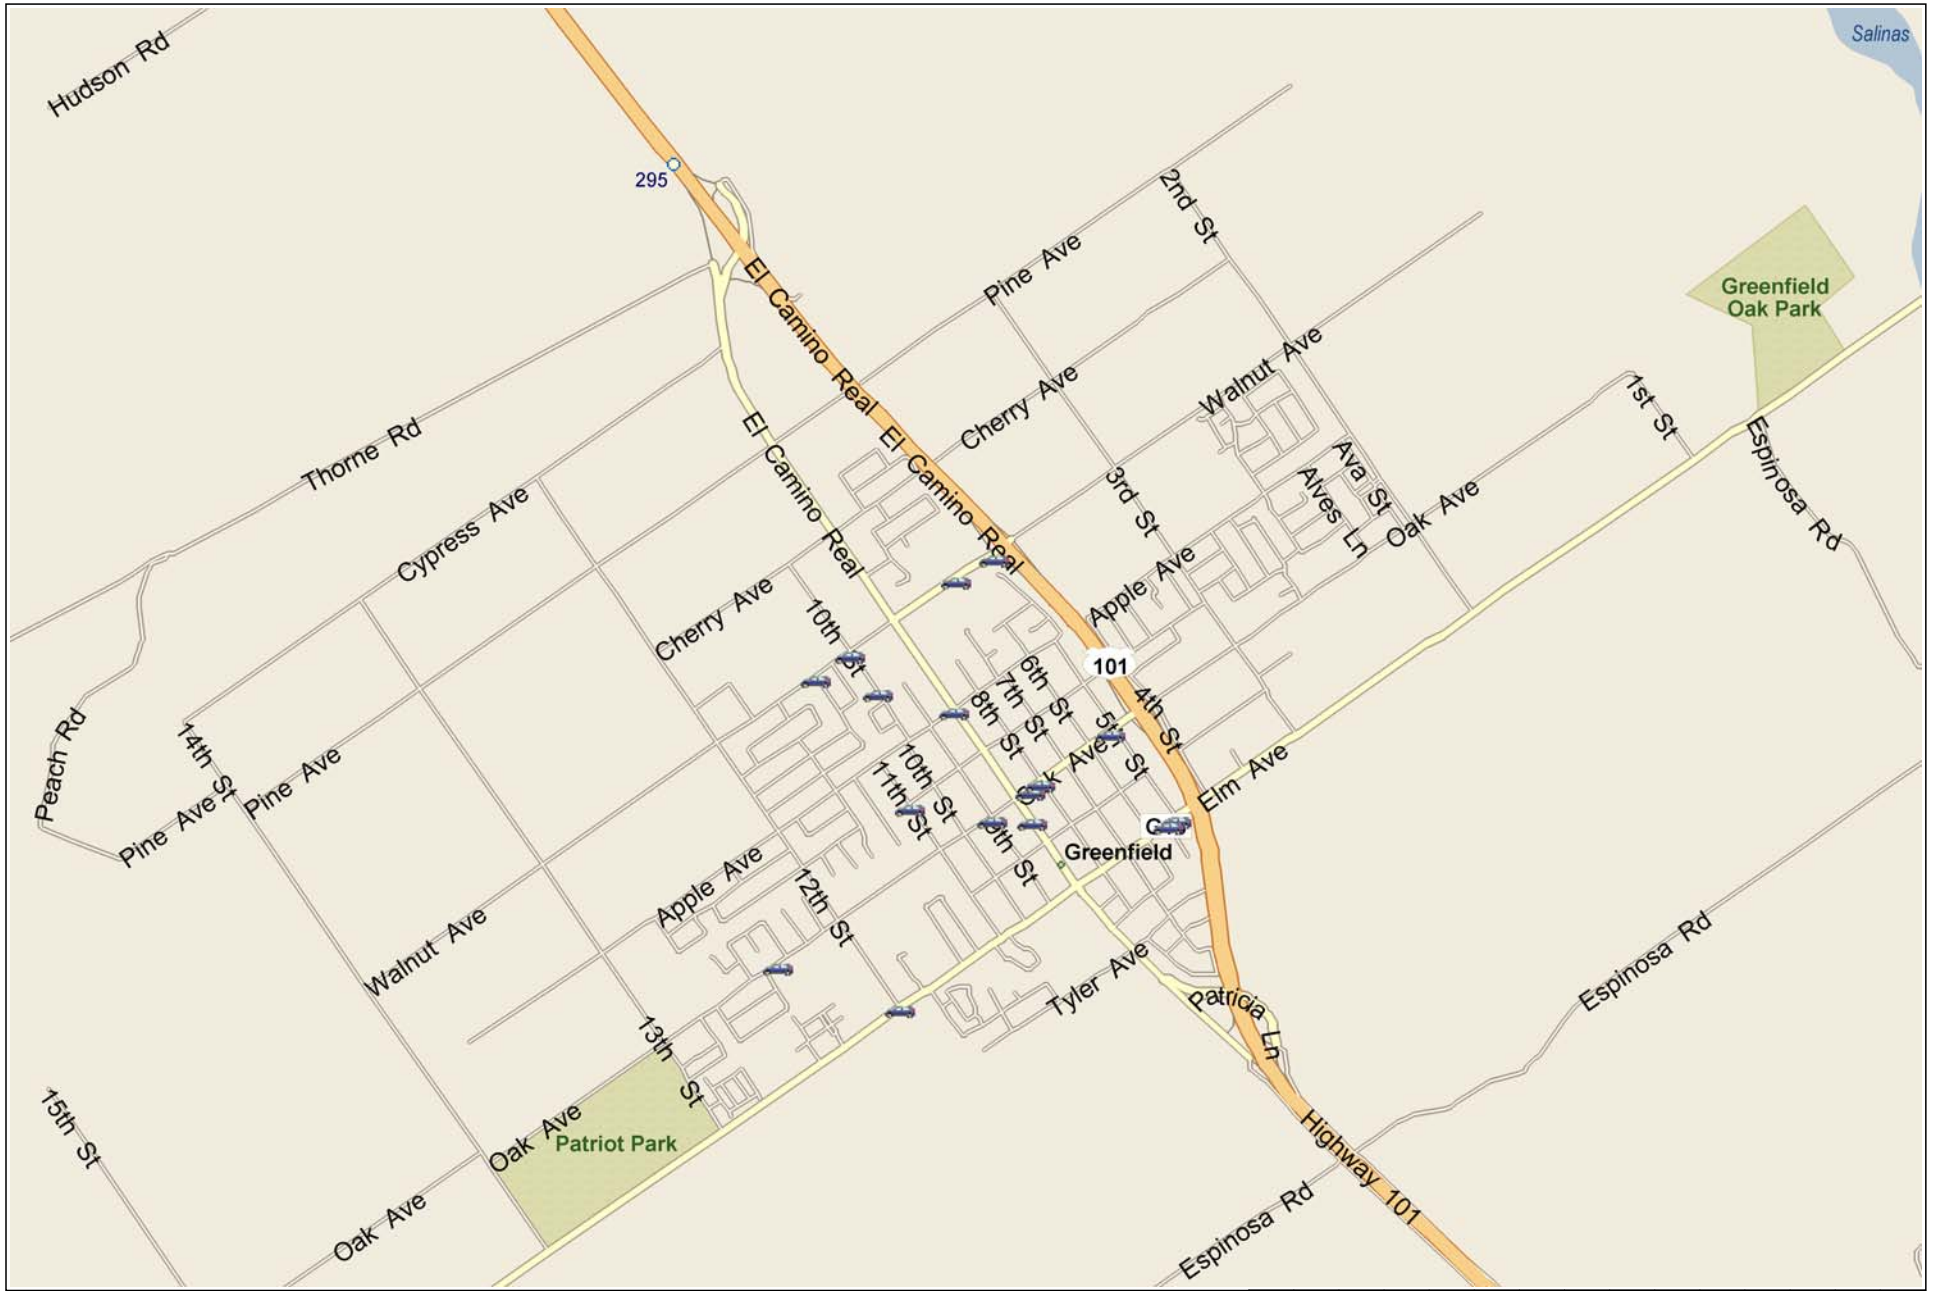 Hudson Rd
Salinas
295
2nd St
Pine Ave
El Camino Real
Greenfield
Oak Park
El Camino Real
Walnut Ave
Cherry Ave
1st St
Thorne Rd
El Camino Real
Espinosa Rd
Ava St
Alves Ln
3rd St
Oak Ave
Cypress Ave
Apple Ave
Cherry Ave
10th St
101
6th St
7th St
8th St
4th St
5th St
Peach Rd
14th St
Pine Ave
Pine Ave
Ave
Elm Ave
10th St
11th St
9th St
Greenfield
Apple Ave
12th St
Walnut Ave
Tyler Ave
Patricia Ln
Espinosa Rd
13th St
15th St
Oak Ave
Patriot Park
Highway 101
Oak Ave
Espinosa Rd